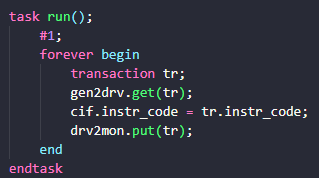 task run();
    #1;
    forever begin
        transaction tr;
        gen2drv.get(tr);
        cif.instr_code = tr.instr_code;
        drv2mon.put(tr);
    end
endtask